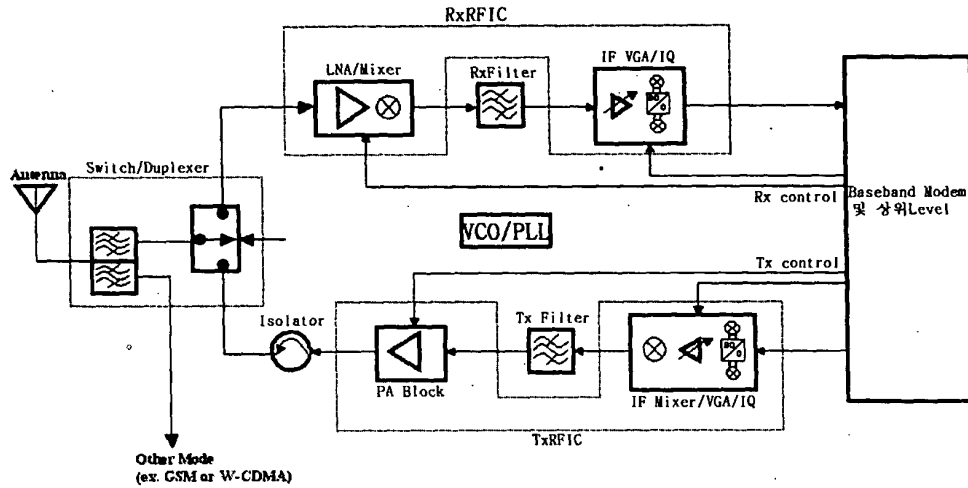 RxRFIC
LNA/Mixer
RxFilter
IF VGA/IQ
Antenna
Switch/Duplexer
Rx control
Baseband Modem
및 상위Level
VCO/PLL
Tx control
Isolator
Tx Filter
PA Block
IF Mixer/VGA/IQ
TxRFIC
Other Mode
(ex. GSM or W-CDMA)